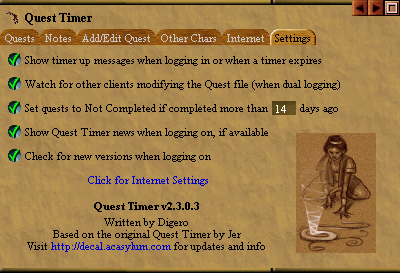 Quest Timer
Quests Notes Add/Edit Quest Other Chars Internet Settings
Show timer up messages when logging in or when a timer expires
Watch for other clients modifying the Quest file (when dual logging)
Set quests to Not Completed if completed more than 14 days ago
Show Quest Timer news when logging on, if available
Check for new versions when logging on
Click for Internet Settings
Quest Timer v2.3.0.3
Written by Digero
Based on the original Quest Timer by Jer
Visit http://decal.acasylum.com for updates and info